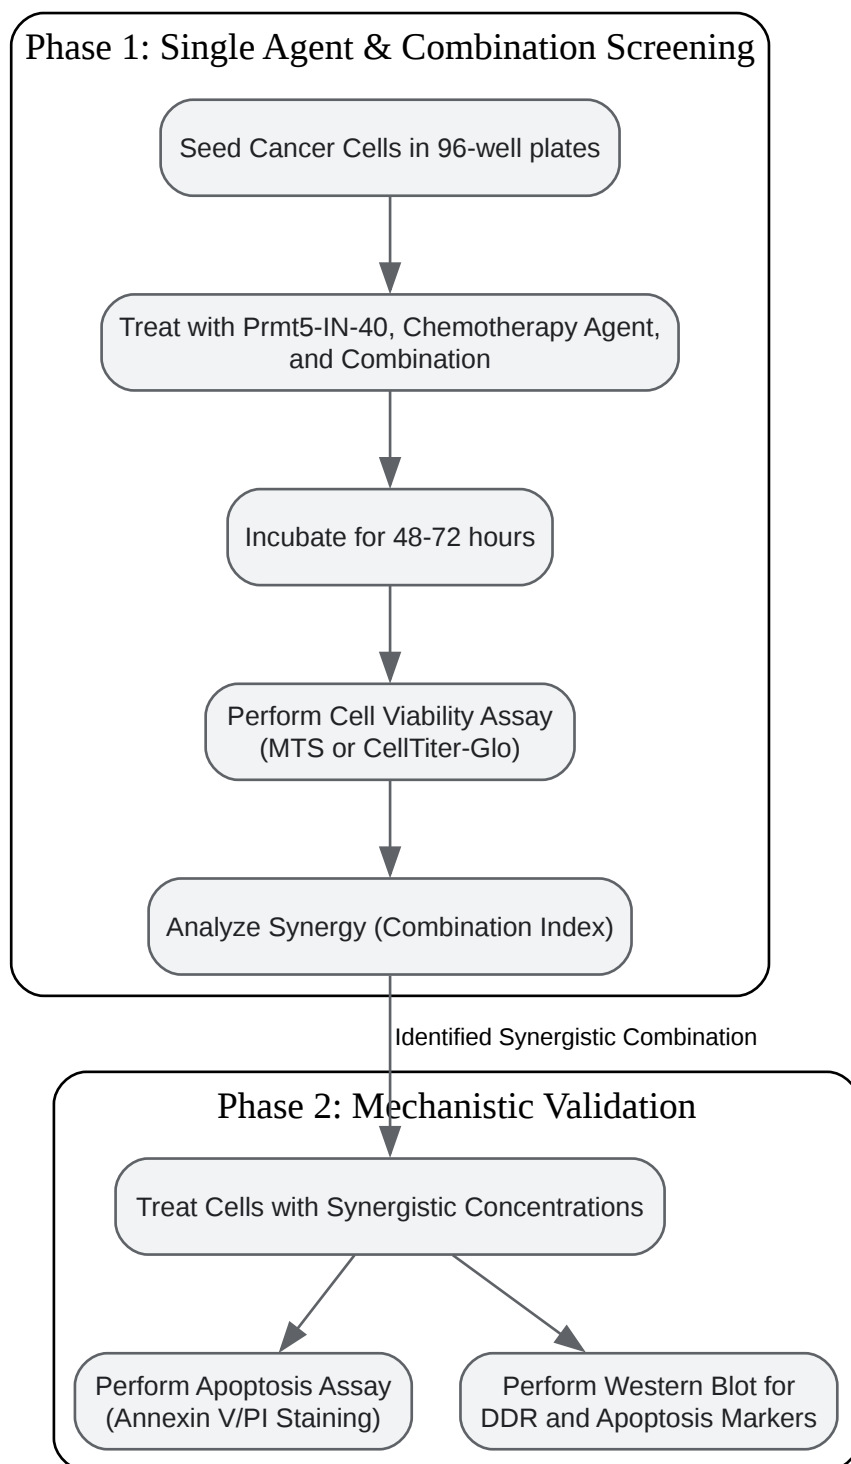 Phase 1: Single Agent & Combination Screening
Seed Cancer Cells in 96-well plates
Treat with Prmt5-IN-40, Chemotherapy Agent,
and Combination
Incubate for 48-72 hours
Perform Cell Viability Assay
(MTS or CellTiter-Glo)
Analyze Synergy (Combination Index)
Identified Synergistic Combination
Phase 2: Mechanistic Validation
Treat Cells with Synergistic Concentrations
Perform Apoptosis Assay
(Annexin V/PI Staining)
Perform Western Blot for
DDR and Apoptosis Markers